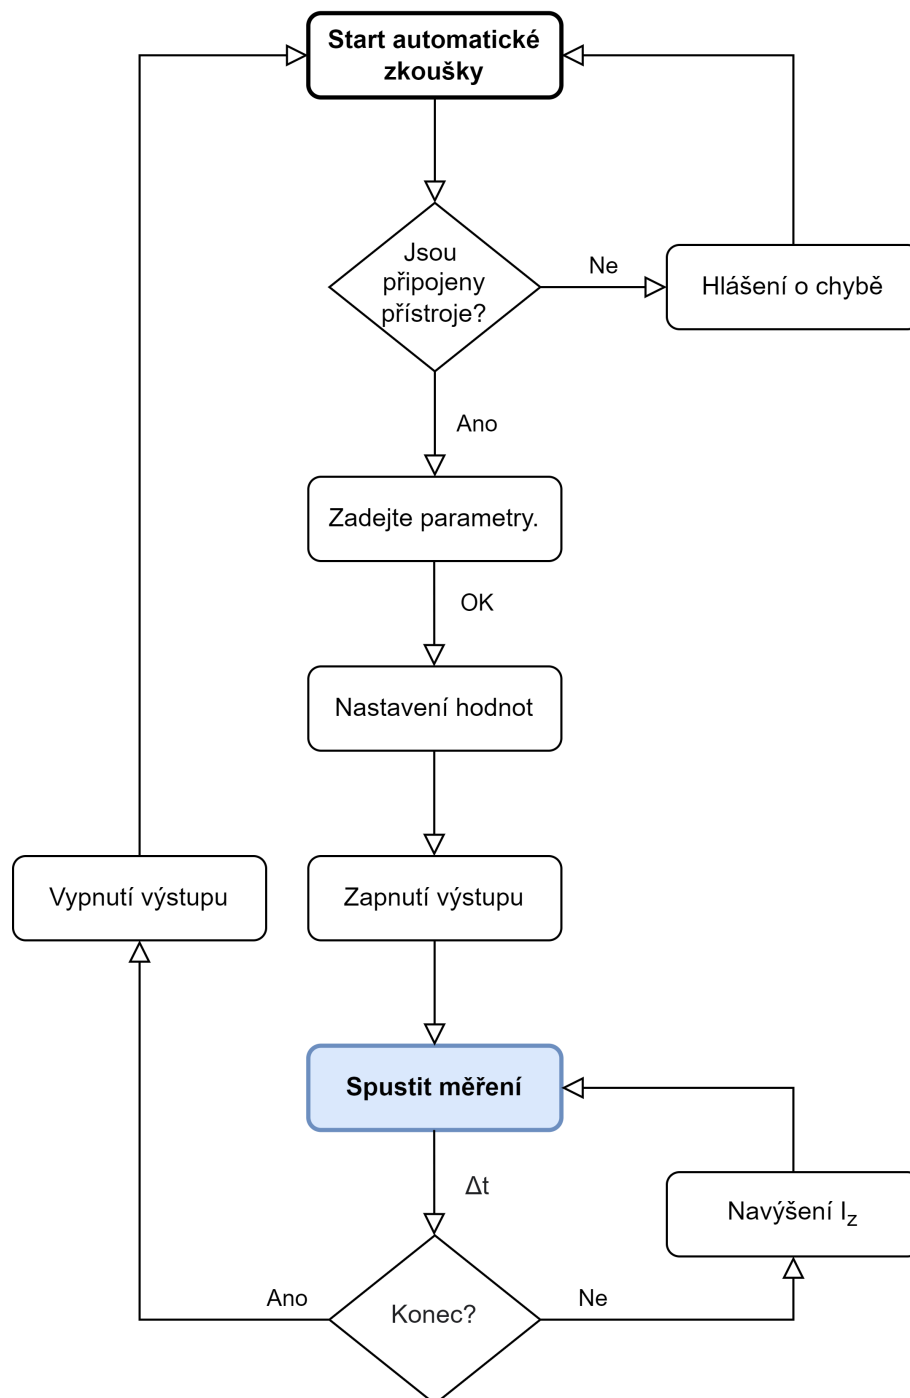 Start automatické
zkoušky
Jsou
připojeny
přístroje?
Ne
Hlášení o chybě
Ano
Zadejte parametry.
OK
Nastavení hodnot
Vypnutí výstupu
Zapnutí výstupu
Spustit měření
Δt
Navýšení I_z
Ano
Konec?
Ne